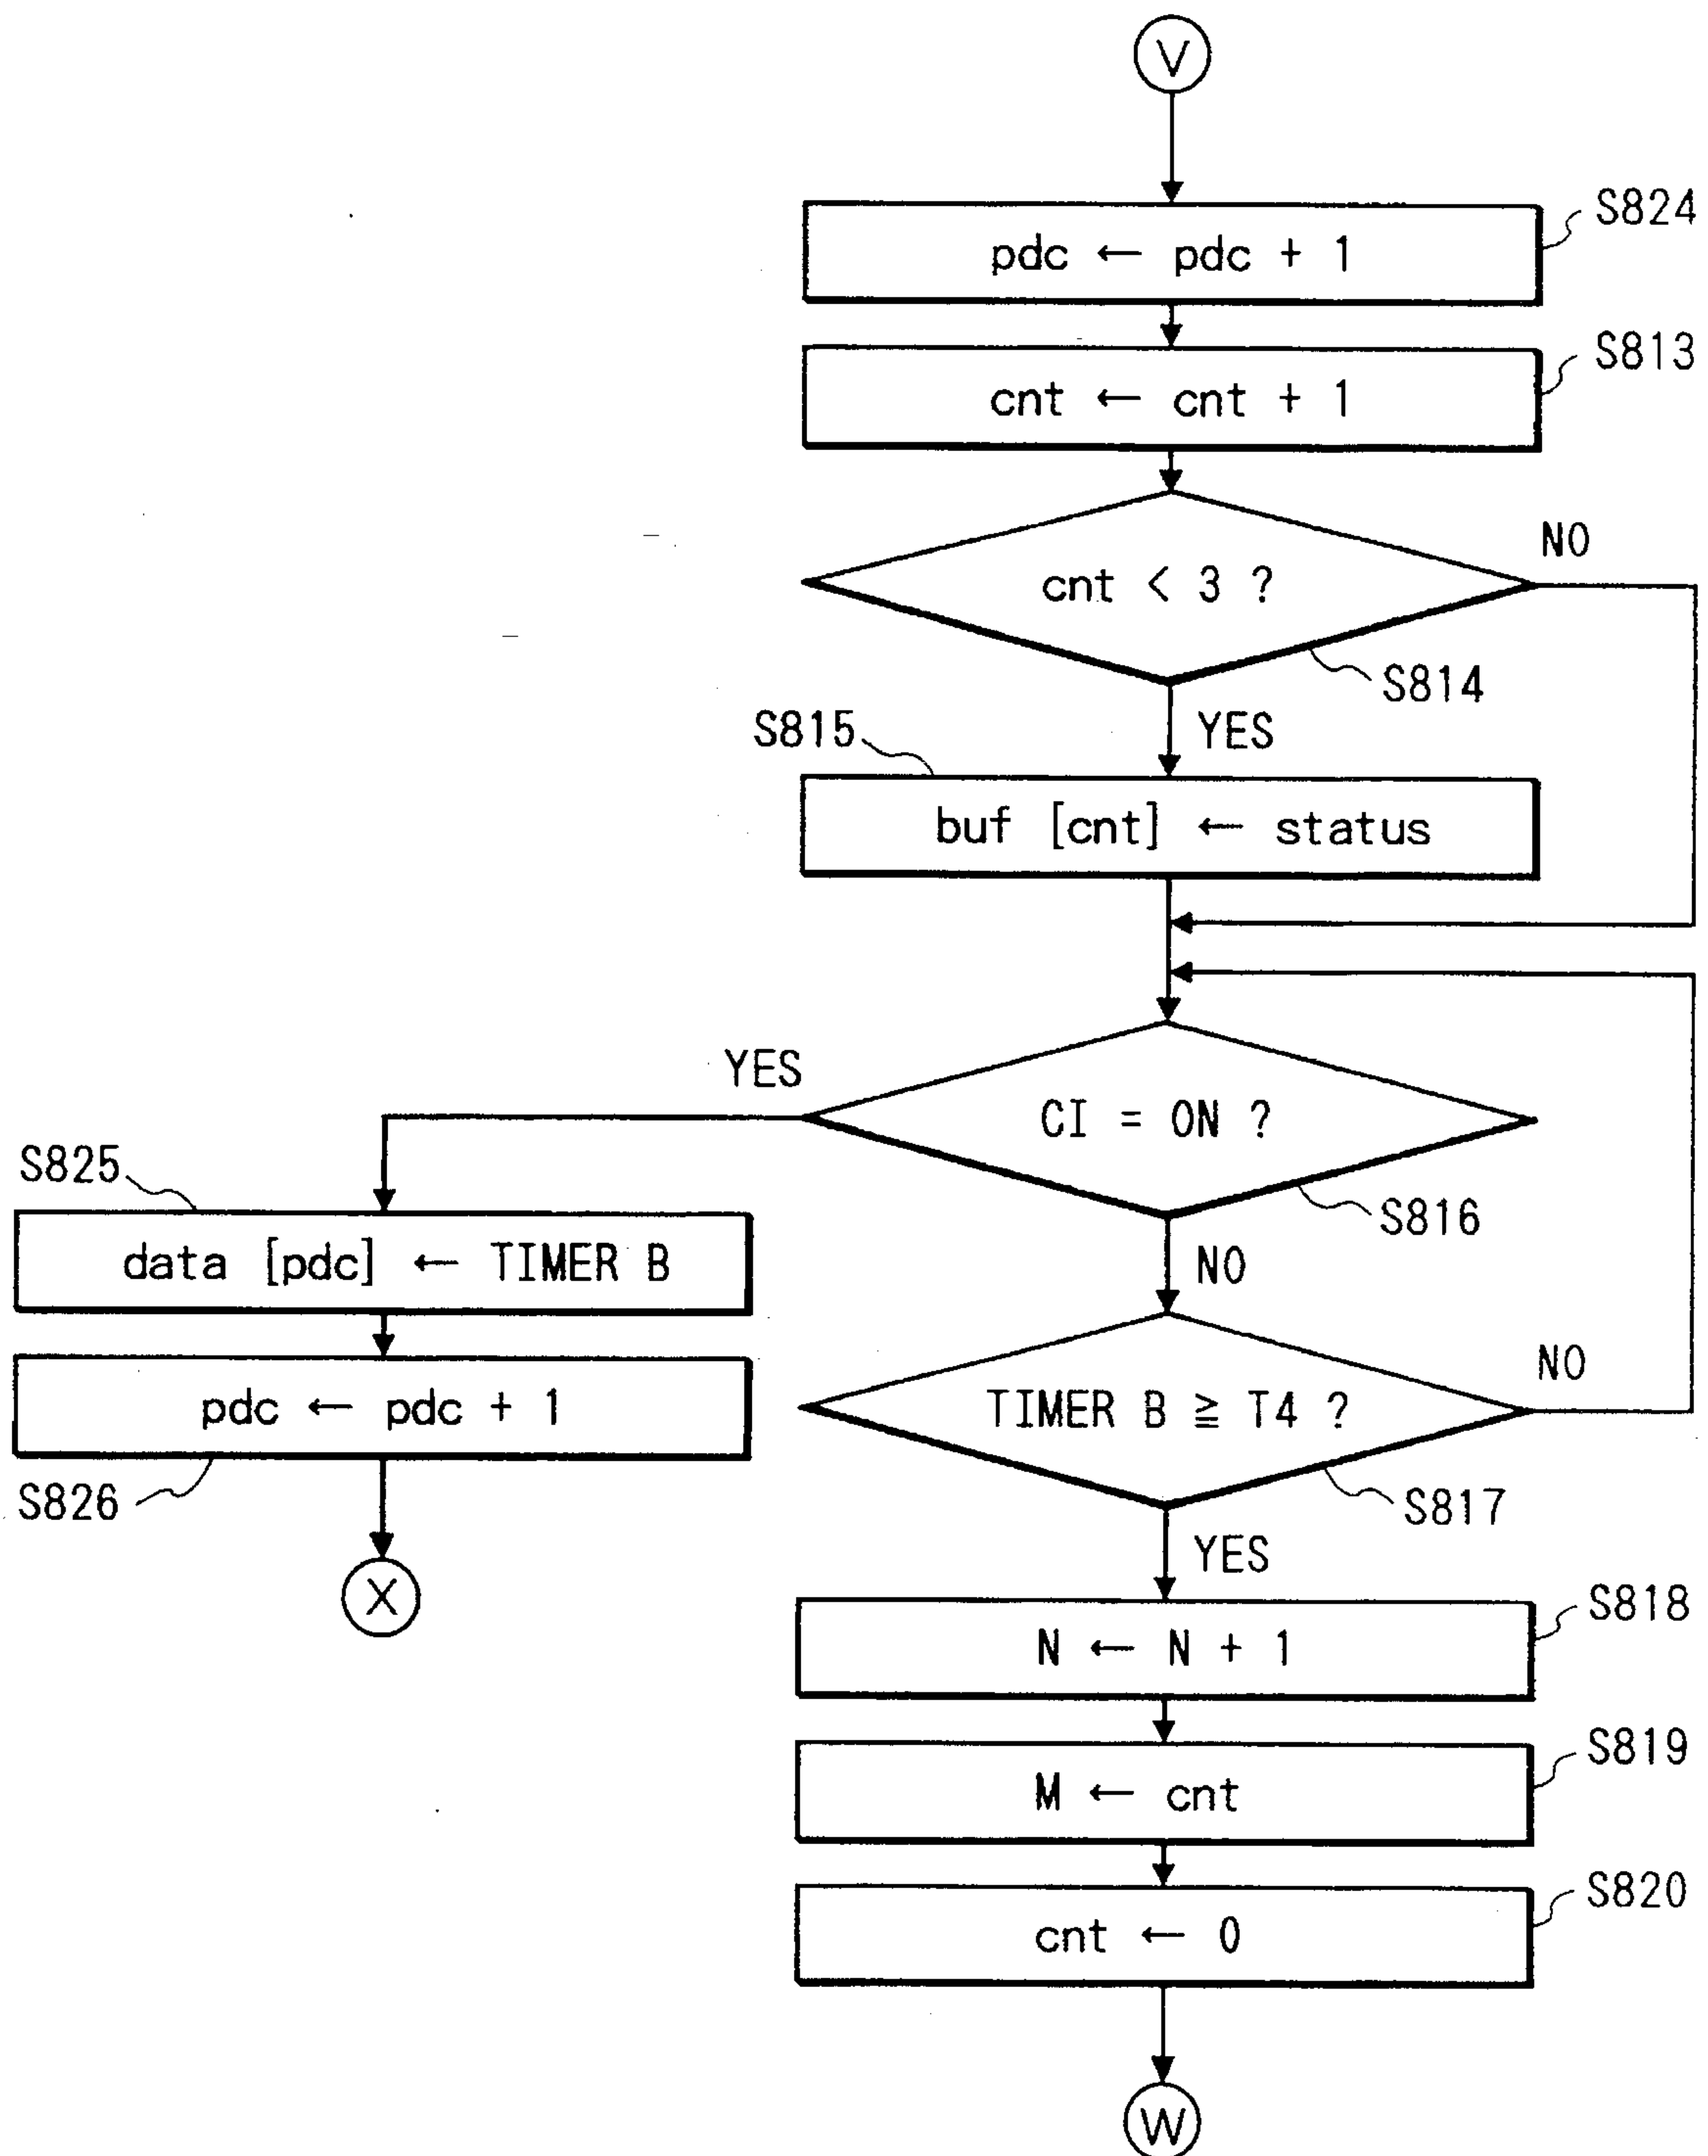 V
S824
pdc ← pdc + 1
S813
cnt ← cnt + 1
NO
cnt < 3 ?
S814
YES
S815
buf [cnt] ← status
YES
CI = ON ?
S816
NO
S825
data [pdc] ← TIMER B
NO
pdc ← pdc + 1
TIMER B ≧ T4 ?
S826
S817
X
YES
S818
N ← N + 1
S819
M ← cnt
S820
cnt ← 0
W